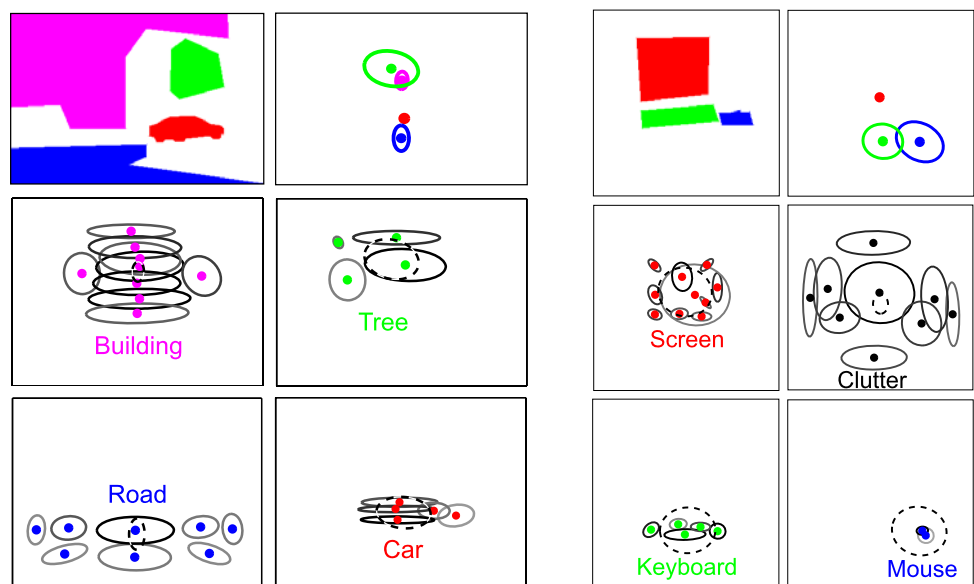 Building
Tree
Screen
Clutter
Road
Car
Keyboard
Mouse